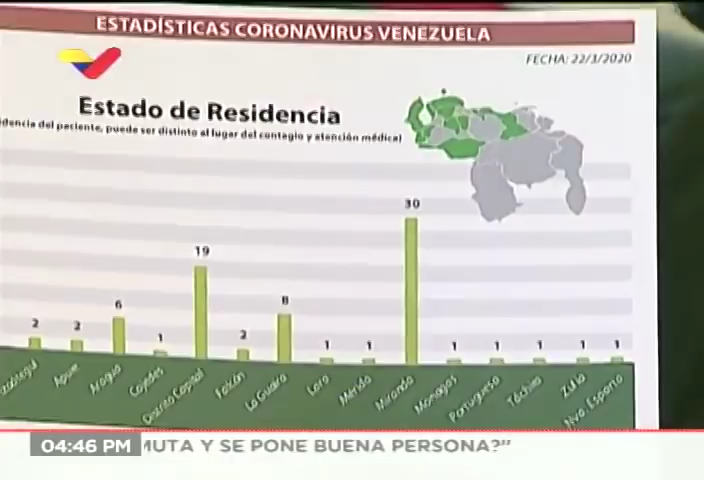 ESTADÍSTICAS CORONAVIRUS VENEZUELA
FECHA: 22/3/2020
Estado de Residencia
idencia del paciente, puede ser distinto al lugar del contagio y atención médica)
2 2 6 1 19 2 8 1 1 30 1 1 1 1 1
Apure Aragua Cojedes Distrito Capital Falcón La Guaira Lara Mérida Miranda Monagas Portuguesa Táchira Zulia Nva. Esparta
04:46 PM MUTA Y SE PONE BUENA PERSONA?"